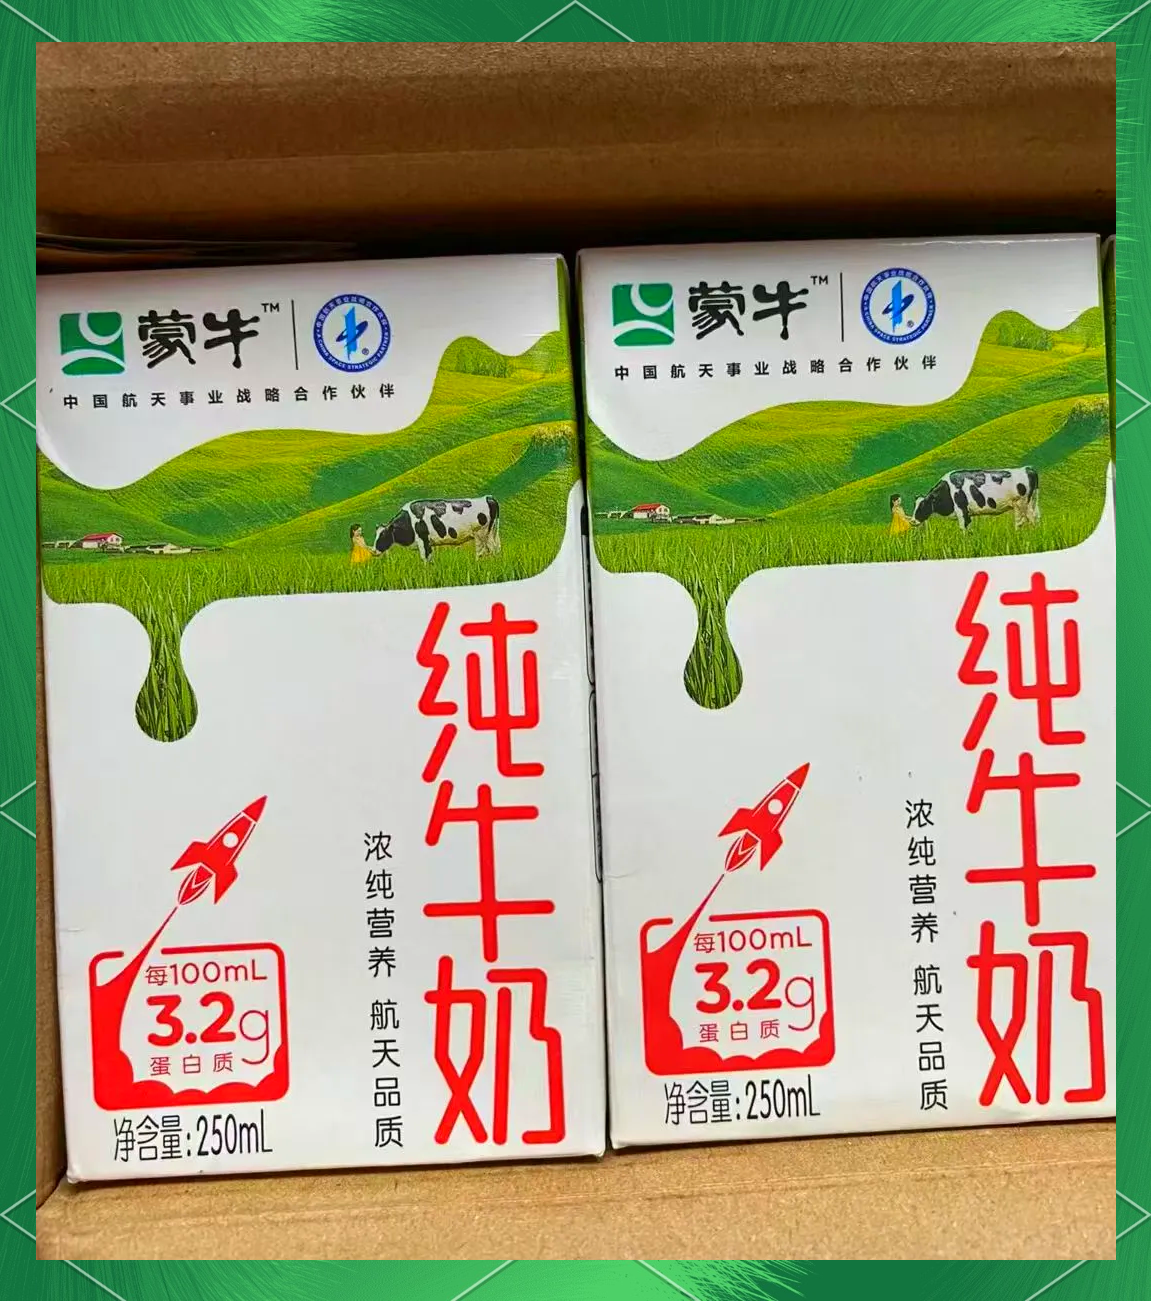 蒙牛™
中国航天事业战略合作伙伴
纯牛奶
浓纯营养 航天品质
每100mL
3.2g
蛋白质
净含量:250mL
蒙牛™
中国航天事业战略合作伙伴
纯牛奶
浓纯营养 航天品质
每100mL
3.2g
蛋白质
净含量:250mL